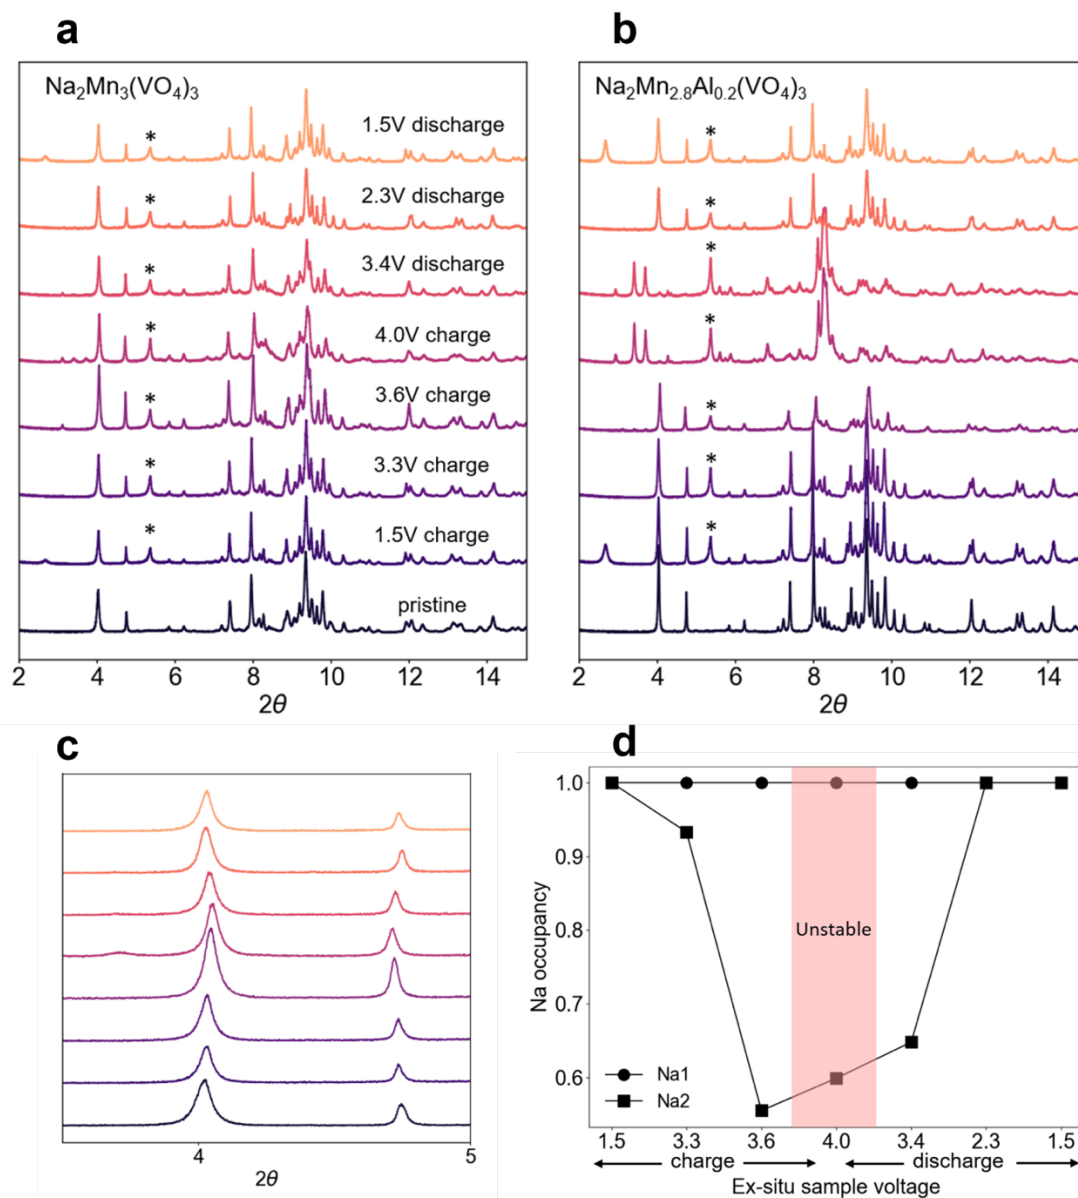 a
b
Na₂Mn₃(VO₄)₃
Na₂Mn₂.₈Al₀.₂(VO₄)₃
1.5V discharge
2.3V discharge
3.4V discharge
4.0V charge
3.6V charge
3.3V charge
1.5V charge
pristine
* * * * * * *
* * * * * * *
2 4 6 8 10 12 14
2θ
2 4 6 8 10 12 14
2θ
c
d
4 5
2θ
1.0
0.9
0.8
0.7
0.6
Na occupancy
Unstable
Na1
Na2
1.5 3.3 3.6 4.0 3.4 2.3 1.5
charge discharge
Ex-situ sample voltage